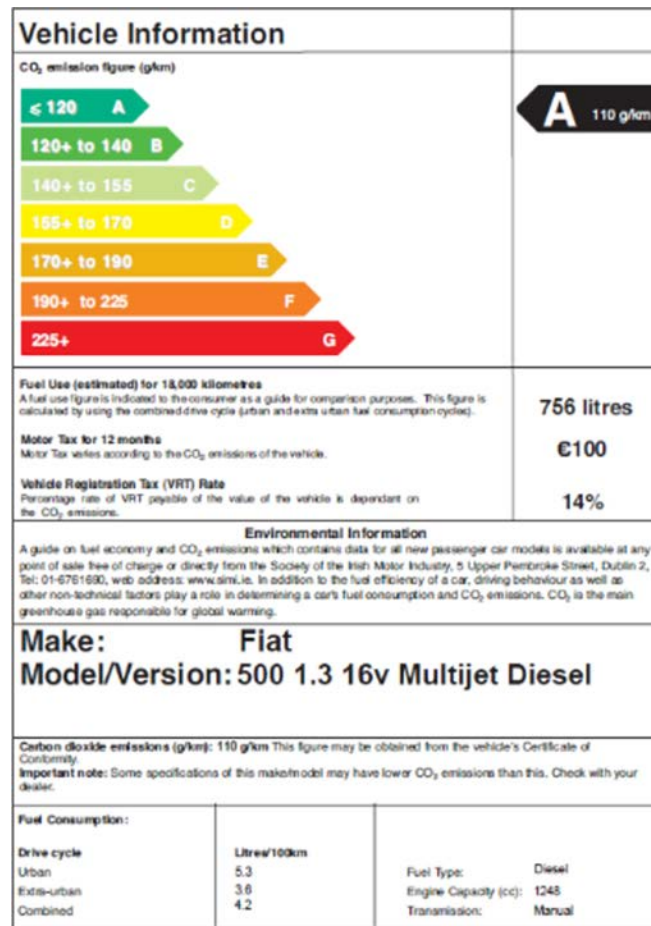 Vehicle Information
CO₂ emission figure (g/km)
⩽ 120 A
120+ to 140 B
140+ to 155 C
155+ to 170 D
170+ to 190 E
190+ to 225 F
225+ G
A 110 g/km
Fuel Use (estimated) for 18,000 kilometres
A fuel use figure is indicated to the consumer as a guide for comparison purposes. This figure is
calculated by using the combined drive cycle (urban and extra urban fuel consumption cycles).
756 litres
Motor Tax for 12 months
Motor Tax varies according to the CO₂ emissions of the vehicle.
€100
Vehicle Registration Tax (VRT) Rate
Percentage rate of VRT payable of the value of the vehicle is dependant on
the CO₂ emissions.
14%
Environmental Information
A guide on fuel economy and CO₂ emissions which contains data for all new passenger car models is available at any
point of sale free of charge or directly from the Society of the Irish Motor Industry, 5 Upper Pembroke Street, Dublin 2,
Tel: 01-6761690, web address: www.simi.ie. In addition to the fuel efficiency of a car, driving behaviour as well as
other non-technical factors play a role in determining a car's fuel consumption and CO₂ emissions. CO₂ is the main
greenhouse gas responsible for global warming.
Make: Fiat
Model/Version: 500 1.3 16v Multijet Diesel
Carbon dioxide emissions (g/km): 110 g/km This figure may be obtained from the vehicle's Certificate of
Conformity.
Important note: Some specifications of this make/model may have lower CO₂ emissions than this. Check with your
dealer.
Fuel Consumption:
Drive cycle Litres/100km
Urban 5.3 Fuel Type: Diesel
Extra-urban 3.6 Engine Capacity (cc): 1248
Combined 4.2 Transmission: Manual